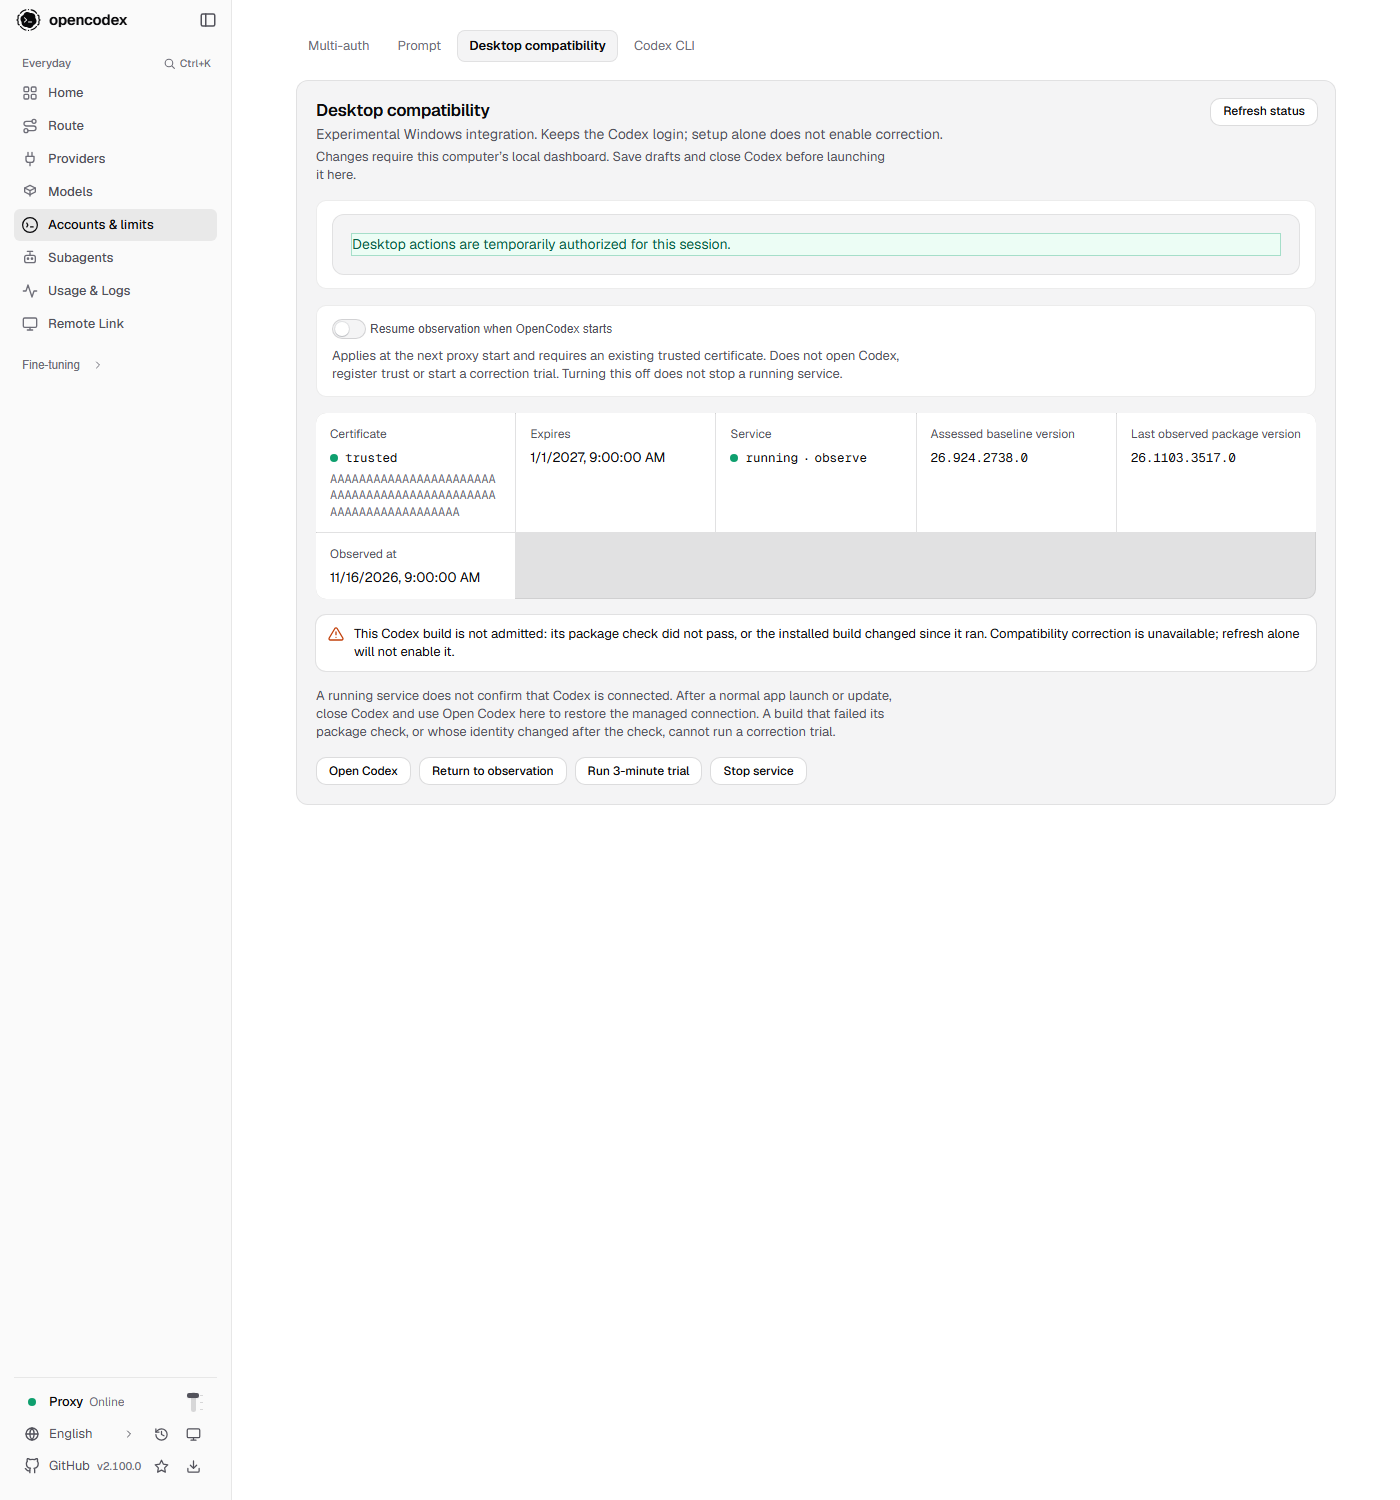 opencodex
Everyday
Ctrl+K
Home
Route
Providers
Models
Accounts & limits
Subagents
Usage & Logs
Remote Link
Fine-tuning
Multi-auth
Prompt
Desktop compatibility
Codex CLI
Desktop compatibility
Refresh status
Experimental Windows integration. Keeps the Codex login; setup alone does not enable correction.
Changes require this computer's local dashboard. Save drafts and close Codex before launching
it here.
Desktop actions are temporarily authorized for this session.
Resume observation when OpenCodex starts
Applies at the next proxy start and requires an existing trusted certificate. Does not open Codex,
register trust or start a correction trial. Turning this off does not stop a running service.
Certificate
trusted
AAAAAAAAAAAAAAAAAAAAAAA
AAAAAAAAAAAAAAAAAAAAAAA
AAAAAAAAAAAAAAAAAA
Expires
1/1/2027, 9:00:00 AM
Service
running · observe
Assessed baseline version
26.924.2738.0
Last observed package version
26.1103.3517.0
Observed at
11/16/2026, 9:00:00 AM
This Codex build is not admitted: its package check did not pass, or the installed build changed since it ran. Compatibility correction is unavailable; refresh alone
will not enable it.
A running service does not confirm that Codex is connected. After a normal app launch or update,
close Codex and use Open Codex here to restore the managed connection. A build that failed its
package check, or whose identity changed after the check, cannot run a correction trial.
Open Codex
Return to observation
Run 3-minute trial
Stop service
Proxy Online
English
GitHub v2.100.0